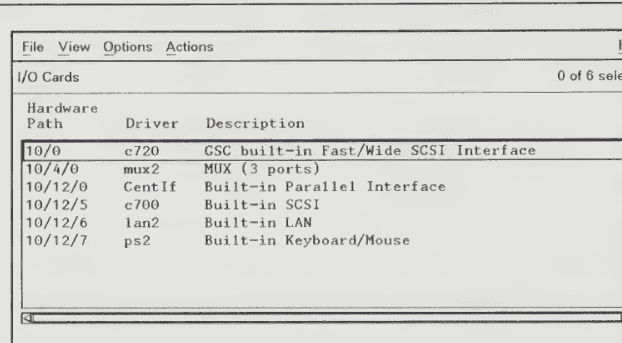 File View Options Actions
I/O Cards 0 of 6 sele
Hardware
Path Driver Description
10/0 c720 GSC built-in Fast/Wide SCSI Interface
10/4/0 mux2 MUX (3 ports)
10/12/0 CentIf Built-in Parallel Interface
10/12/5 c700 Built-in SCSI
10/12/6 lan2 Built-in LAN
10/12/7 ps2 Built-in Keyboard/Mouse